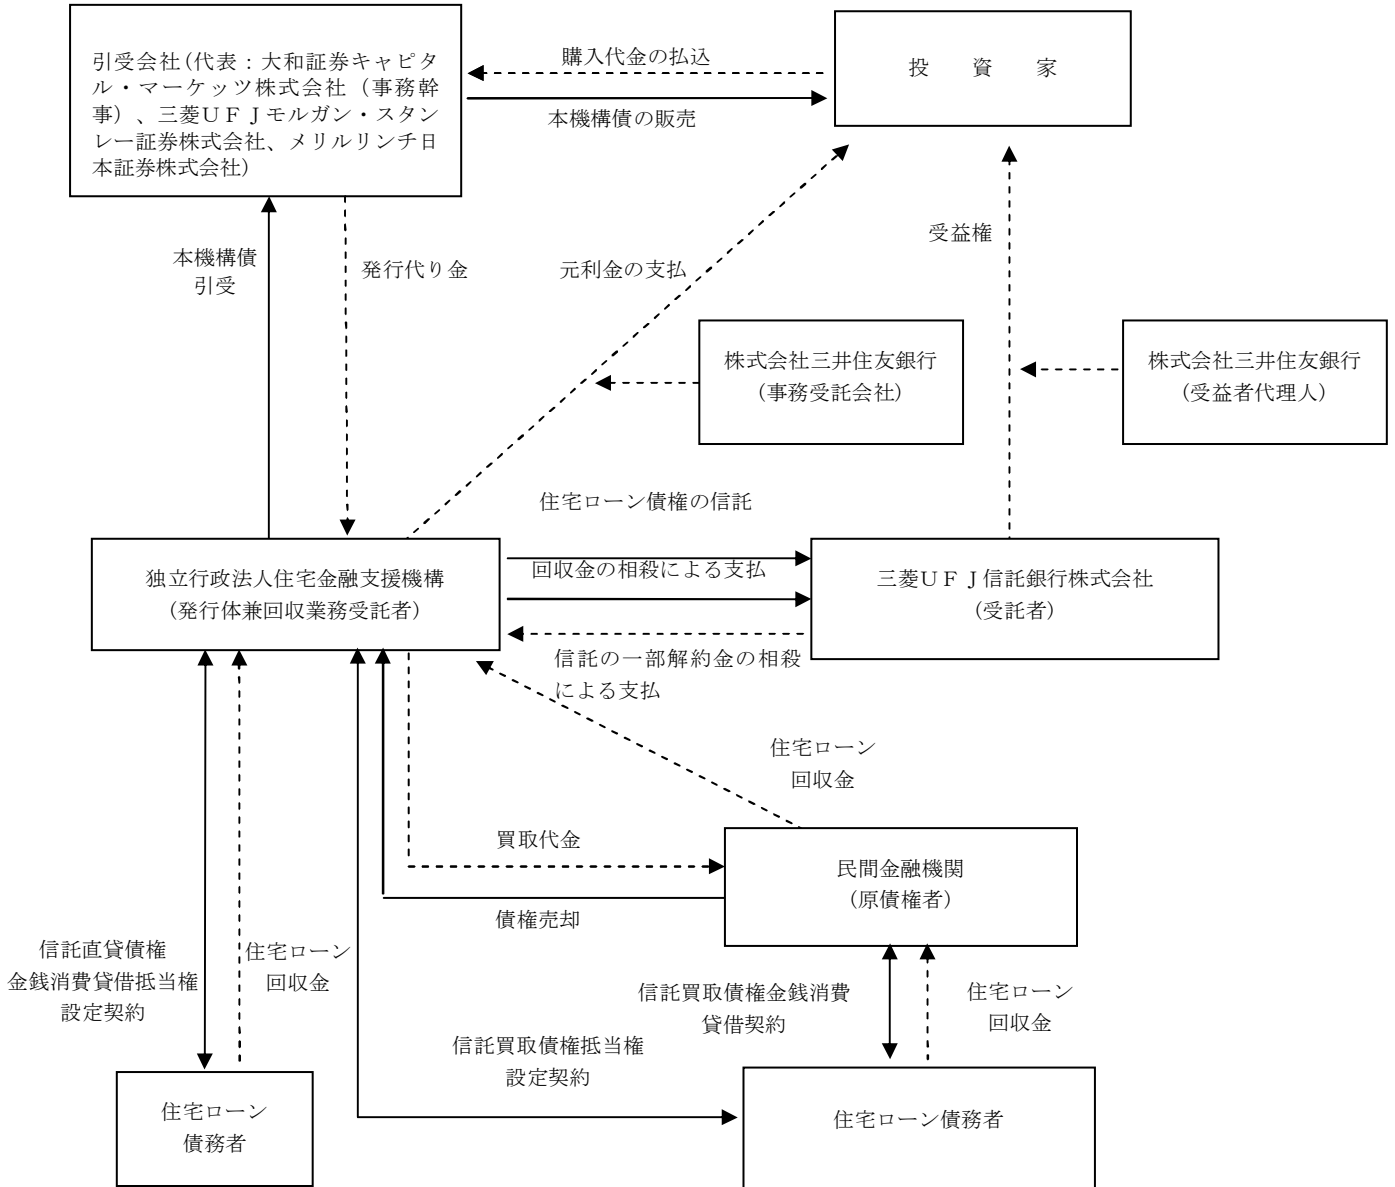 引受会社(代表：大和証券キャピタ
ル・マーケッツ株式会社（事務幹
事）、三菱ＵＦＪモルガン・スタン
レー証券株式会社、メリルリンチ日
本証券株式会社)
購入代金の払込
本機構債の販売
投　資　家
本機構債
引受
発行代り金
元利金の支払
受益権
株式会社三井住友銀行
（事務受託会社）
株式会社三井住友銀行
（受益者代理人）
住宅ローン債権の信託
独立行政法人住宅金融支援機構
（発行体兼回収業務受託者）
回収金の相殺による支払
三菱ＵＦＪ信託銀行株式会社
（受託者）
信託の一部解約金の相殺
による支払
住宅ローン
回収金
買取代金
民間金融機関
（原債権者）
債権売却
信託直貸債権
金銭消費貸借抵当権
設定契約
住宅ローン
回収金
信託買取債権金銭消費
貸借契約
住宅ローン
回収金
信託買取債権抵当権
設定契約
住宅ローン
債務者
住宅ローン債務者